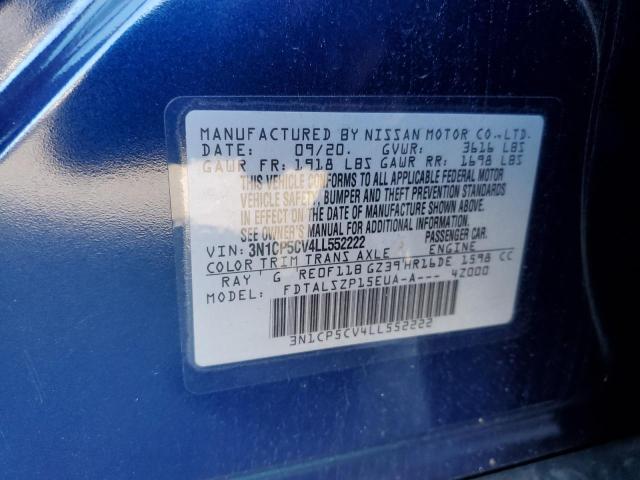 MANUFACTURED BY NISSAN MOTOR CO.,LTD.
DATE: 09/20. GVWR: 3616 LBS
GAWR FR: 1918 LBS GAWR RR: 1698 LBS
THIS VEHICLE CONFORMS TO ALL APPLICABLE FEDERAL MOTOR
VEHICLE SAFETY, BUMPER AND THEFT PREVENTION STANDARDS
IN EFFECT ON THE DATE OF MANUFACTURE SHOWN ABOVE.
SEE OWNER'S MANUAL FOR ADDITIONAL INFORMATION.
VIN: 3N1CP5CV4LL552222 PASSENGER CAR.
COLOR TRIM TRANS AXLE ENGINE
RAY G RE0F11B GZ39 HR16DE 1598 CC
MODEL: FDTALSZP15EUA-A--- 4Z000
3N1CP5CV4LL552222